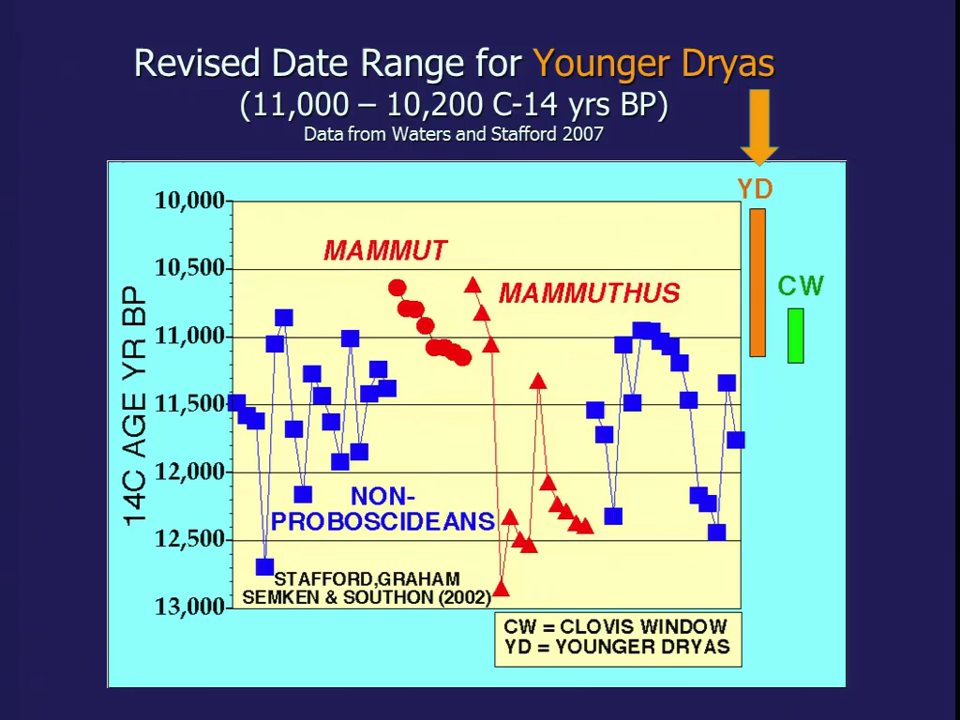 Revised Date Range for Younger Dryas
(11,000 – 10,200 C-14 yrs BP)
Data from Waters and Stafford 2007
YD
10,000
MAMMUT
10,500
MAMMUTHUS
CW
11,000
11,500
12,000
12,500
13,000
14C AGE YR BP
NON-
PROBOSCIDEANS
STAFFORD,GRAHAM
SEMKEN & SOUTHON (2002)
CW = CLOVIS WINDOW
YD = YOUNGER DRYAS